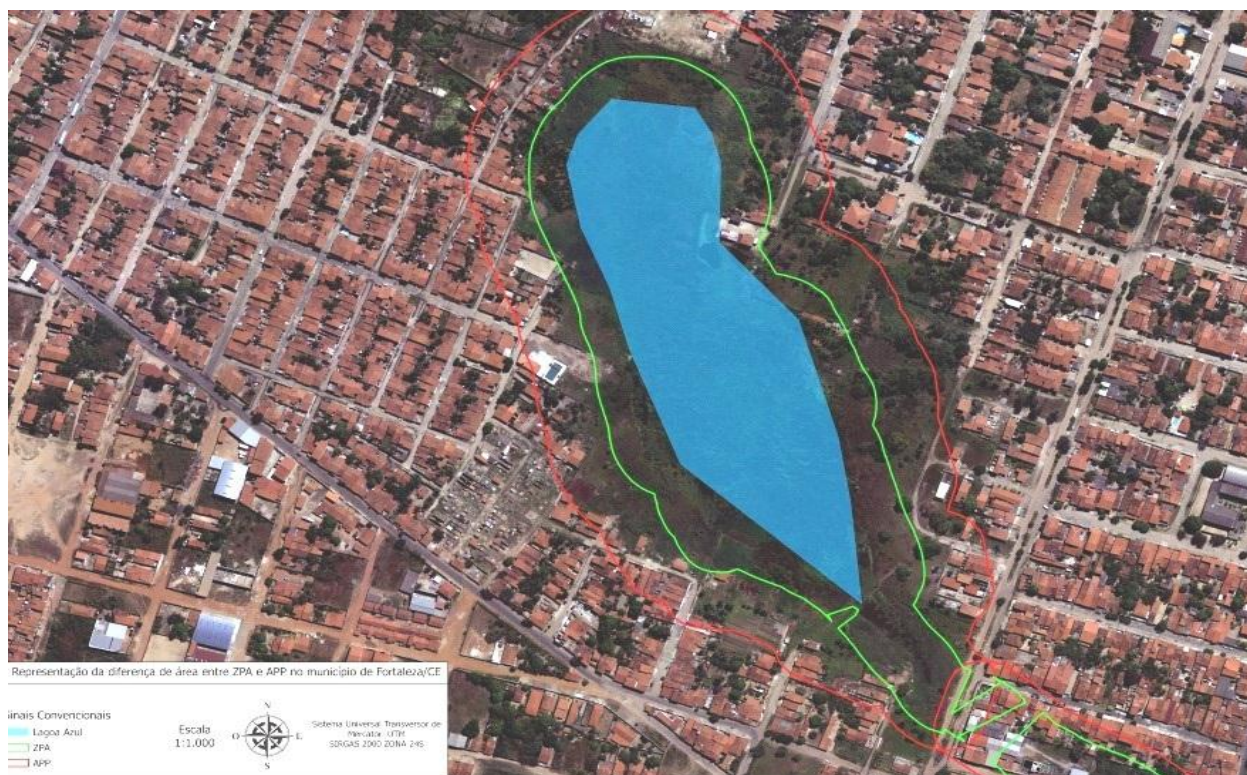 Representação da diferença de área entre ZPA e APP no município de Fortaleza/CE
Sinais Convencionais
Lagoa Azul
ZPA
APP
Escala
1:1.000
N
O
E
S
Sistema Universal Transversor de
Mercator UTM
SIRGAS 2000 ZONA 24S